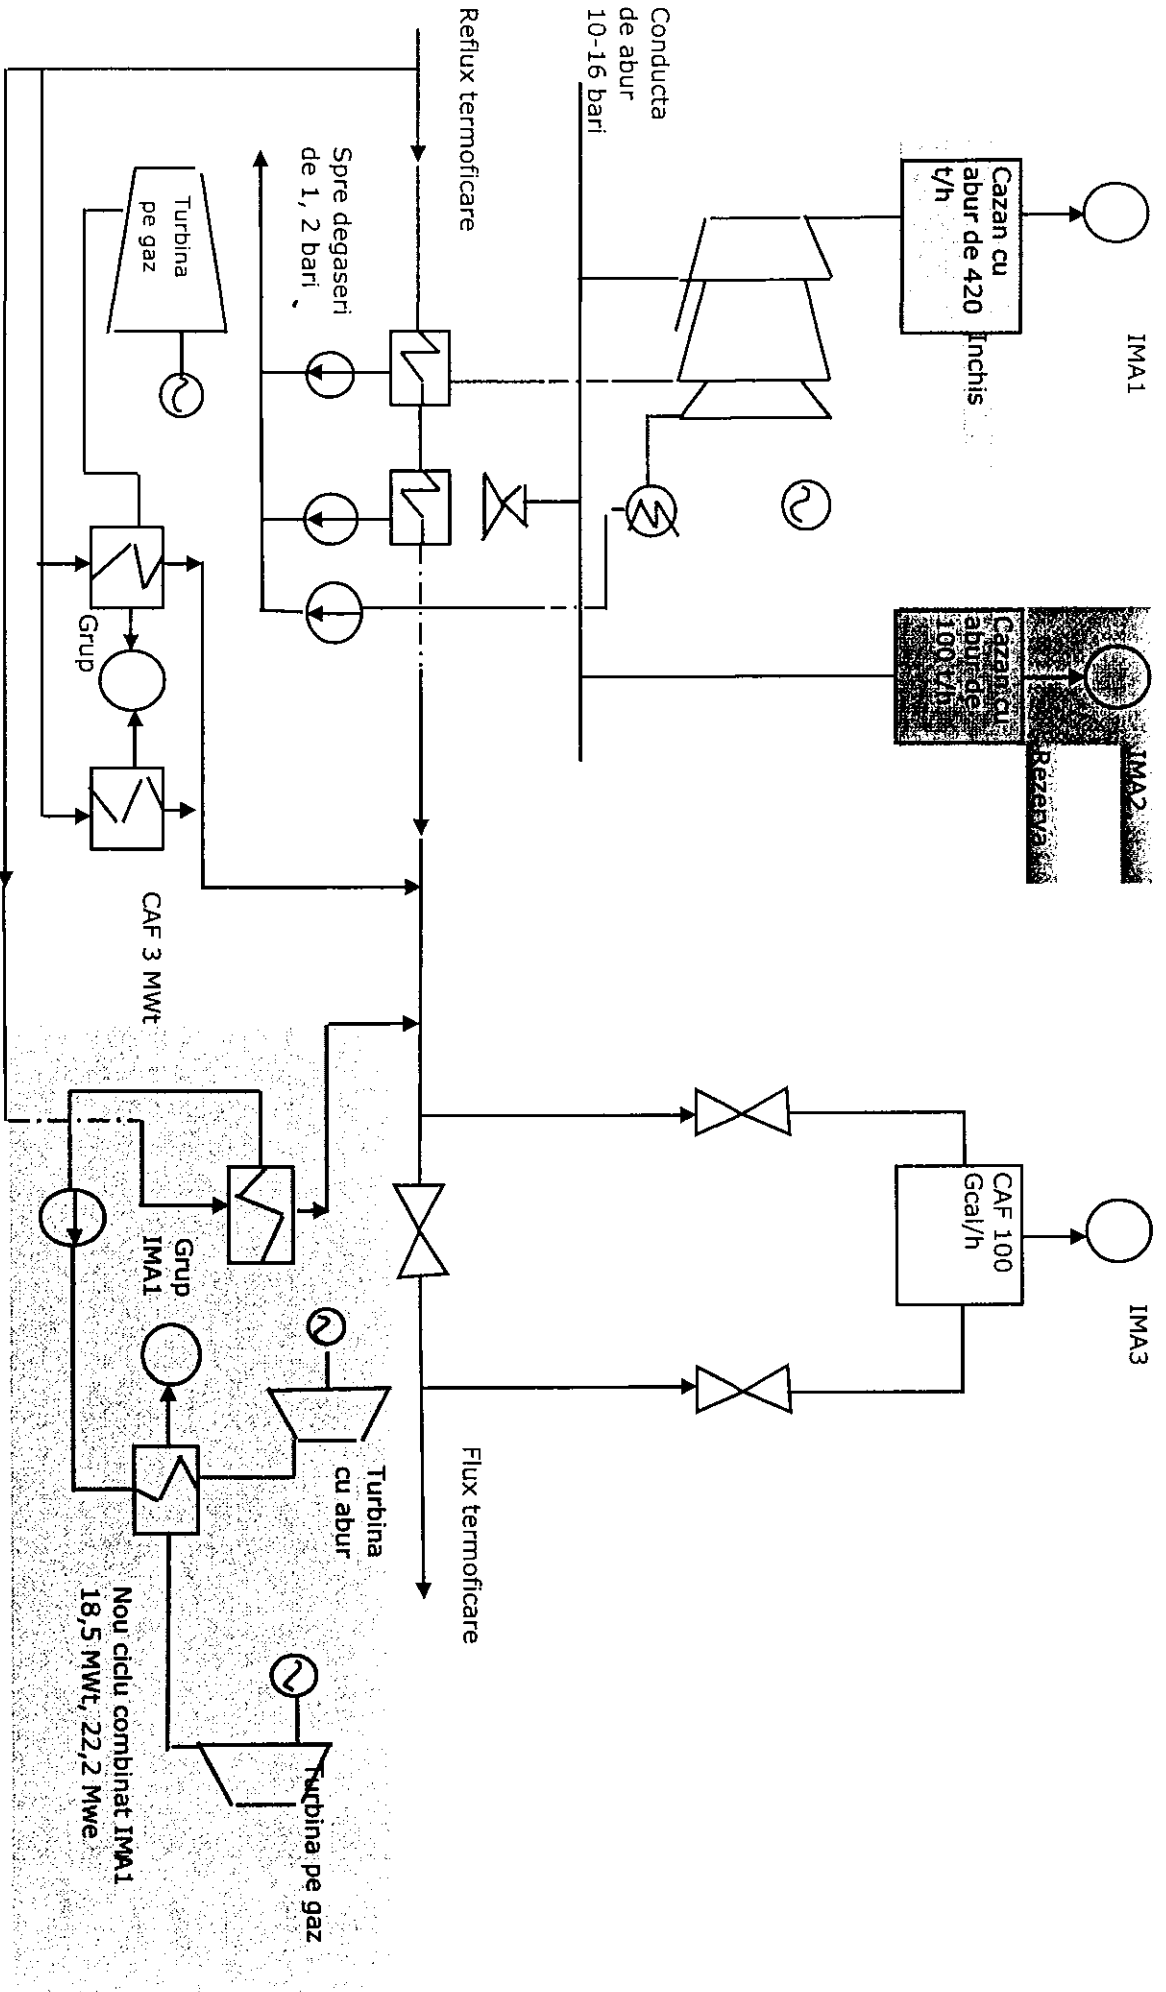 IMA1
Cazan cu
abur de 420
t/h
Inchis
IMA2
Rezerva
Cazan cu
abur de
100 t/h
IMA3
CAF 100
Gcal/h
Conducta
de abur
10-16 bari
Reflux termoficare
Flux termoficare
Spre degaseri
de 1, 2 bari
Turbina
pe gaz
Grup
CAF 3 MWt
Grup
IMA1
Turbina
cu abur
Turbina pe gaz
Nou ciclu combinat IMA1
18,5 MWt, 22,2 Mwe